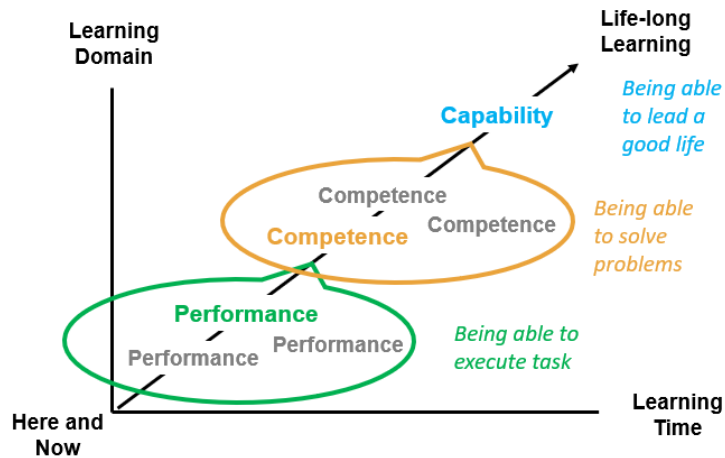 Learning
Domain
Life-long
Learning
Being able
to lead a
good life
Capability
Competence
Competence
Competence
Being able
to solve
problems
Performance
Performance
Performance
Being able to
execute task
Here and
Now
Learning
Time